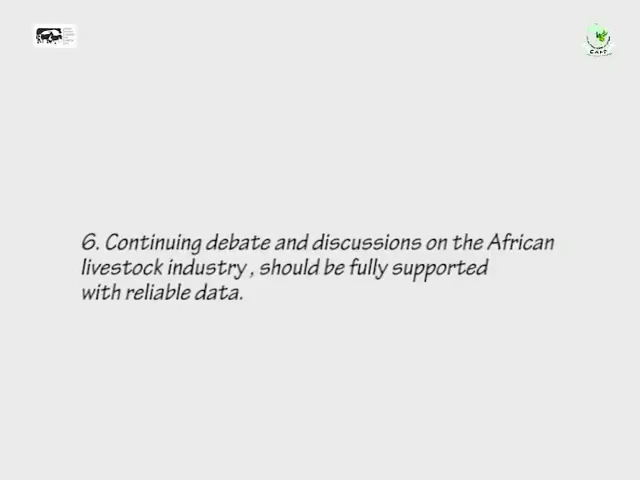 6. Continuing debate and discussions on the African
livestock industry , should be fully supported
with reliable data.